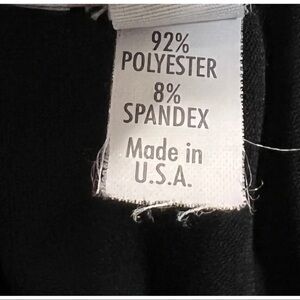 92%
POLYESTER
8%
SPANDEX
Made in
U.S.A.